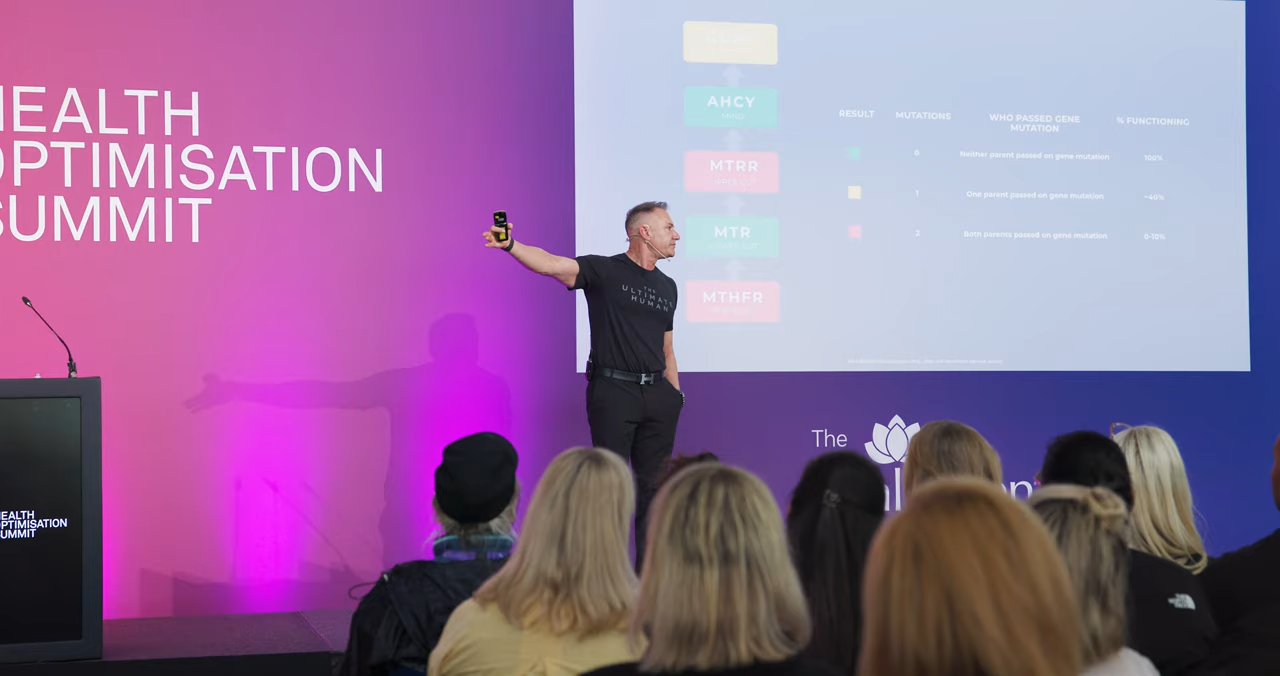 HEALTH
OPTIMISATION
SUMMIT
AHCY
MTRR
MTR
MTHFR
RESULT MUTATIONS WHO PASSED GENE MUTATION % FUNCTIONING
0 Neither parent passed on gene mutation 100%
1 One parent passed on gene mutation ~40%
2 Both parents passed on gene mutation 0-10%
THE
ULTIMATE
HUMAN
The
HEALTH
OPTIMISATION
SUMMIT